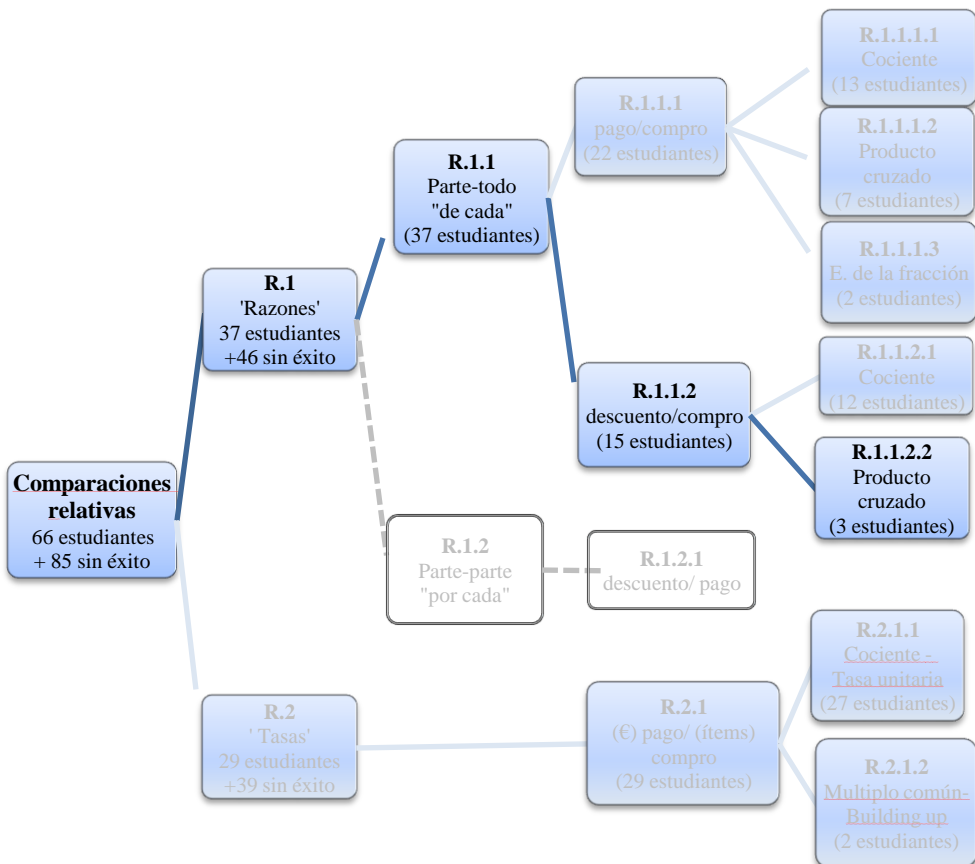 Comparaciones
relativas
66 estudiantes
+ 85 sin éxito
R.1
'Razones'
37 estudiantes
+46 sin éxito
R.1.1
Parte-todo
"de cada"
(37 estudiantes)
R.1.1.1
pago/compro
(22 estudiantes)
R.1.1.1.1
Cociente
(13 estudiantes)
R.1.1.1.2
Producto
cruzado
(7 estudiantes)
R.1.1.1.3
E. de la fracción
(2 estudiantes)
R.1.1.2
descuento/compro
(15 estudiantes)
R.1.1.2.1
Cociente
(12 estudiantes)
R.1.1.2.2
Producto
cruzado
(3 estudiantes)
R.1.2
Parte-parte
"por cada"
R.1.2.1
descuento/ pago
R.2
' Tasas'
29 estudiantes
+39 sin éxito
R.2.1
(€) pago/ (ítems)
compro
(29 estudiantes)
R.2.1.1
Cociente -
Tasa unitaria
(27 estudiantes)
R.2.1.2
Multiplo común-
Building up
(2 estudiantes)